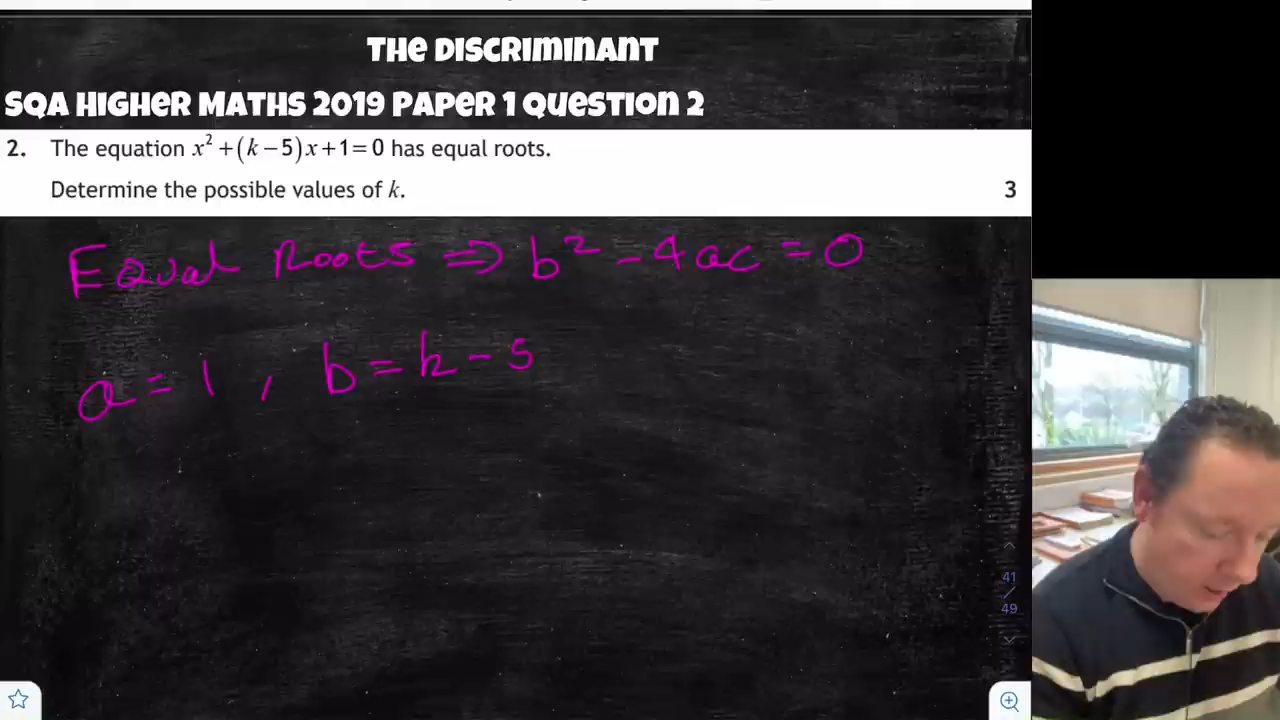 THE DISCRIMINANT
SQA HIGHER MATHS 2019 PAPER 1 QUESTION 2
2. The equation x² + (k − 5)x + 1 = 0 has equal roots.
Determine the possible values of k. 3
Equal Roots ⇒ b² − 4ac = 0
a = 1 , b = k − 5
41
/
49